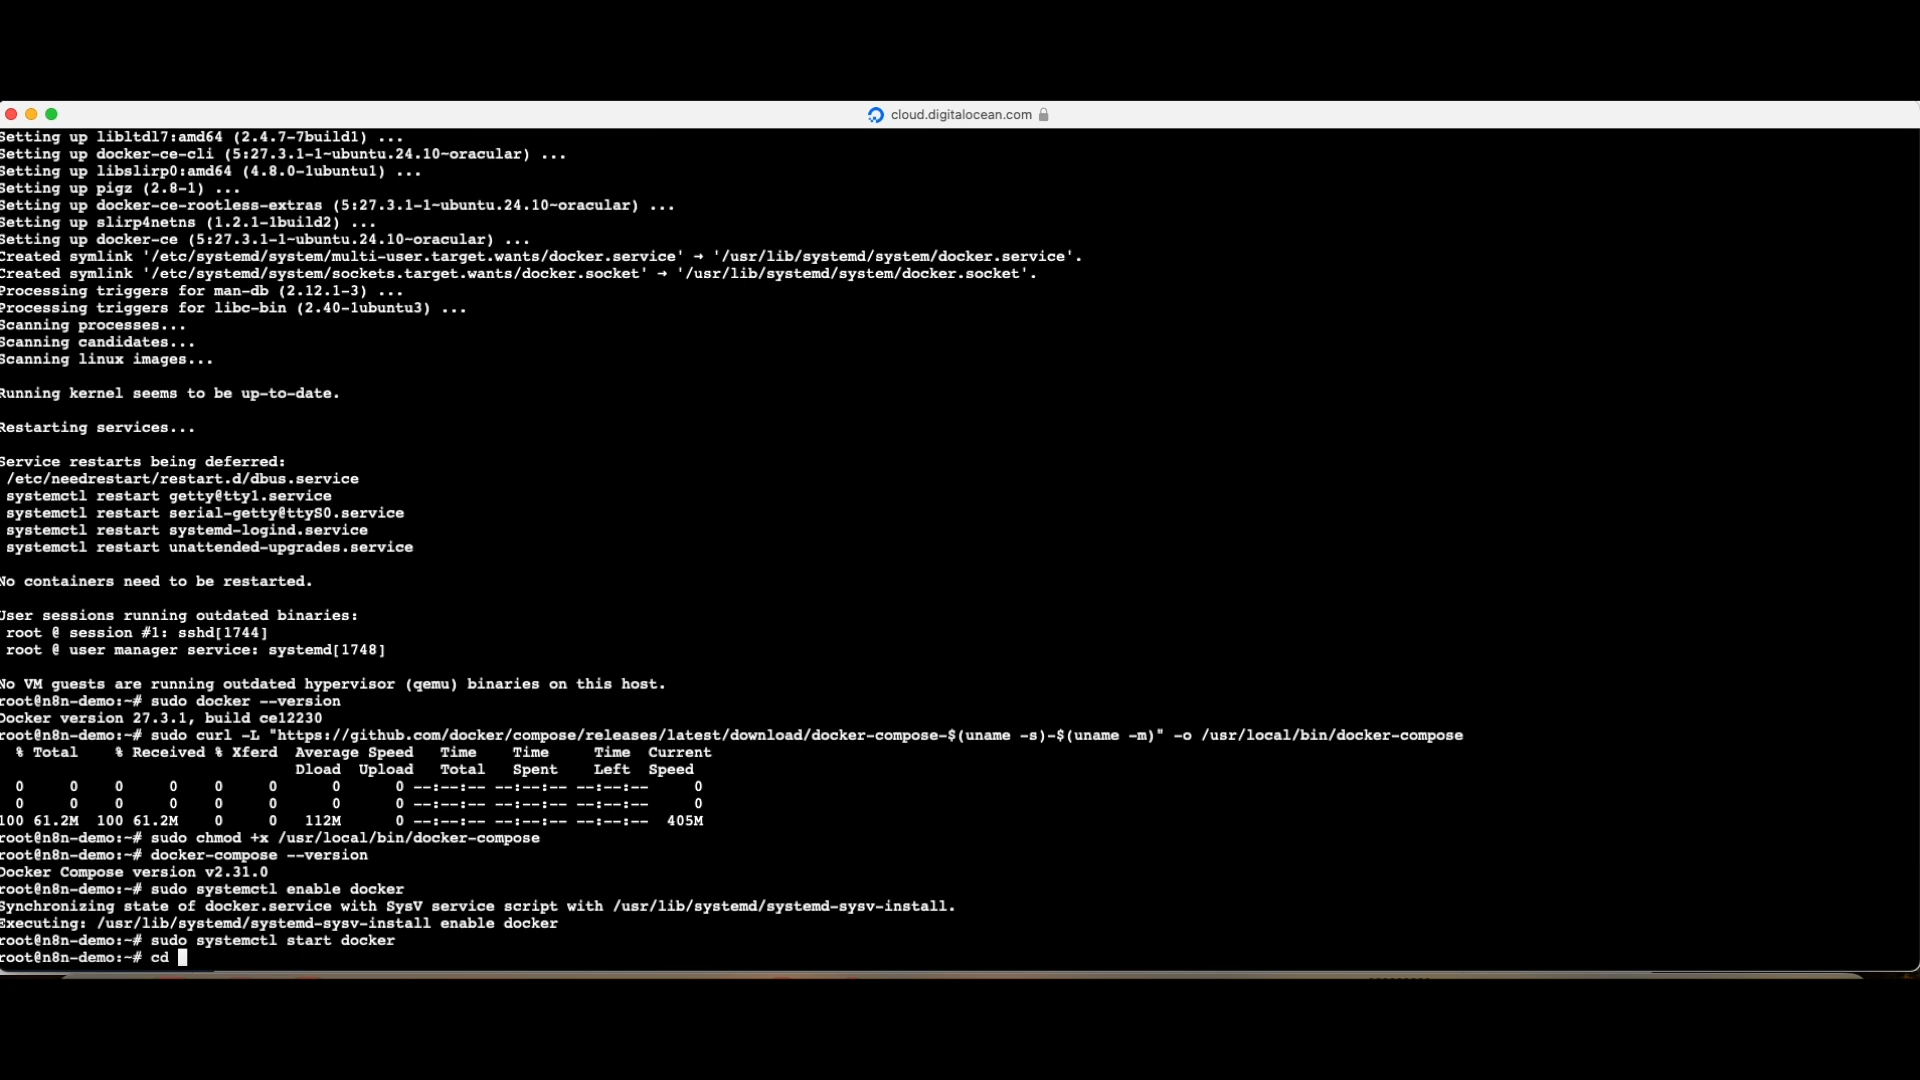 cloud.digitalocean.com
Setting up libltdl7:amd64 (2.4.7-7build1) ...
Setting up docker-ce-cli (5:27.3.1-1~ubuntu.24.10~oracular) ...
Setting up libslirp0:amd64 (4.8.0-1ubuntu1) ...
Setting up pigz (2.8-1) ...
Setting up docker-ce-rootless-extras (5:27.3.1-1~ubuntu.24.10~oracular) ...
Setting up slirp4netns (1.2.1-1build2) ...
Setting up docker-ce (5:27.3.1-1~ubuntu.24.10~oracular) ...
Created symlink '/etc/systemd/system/multi-user.target.wants/docker.service' → '/usr/lib/systemd/system/docker.service'.
Created symlink '/etc/systemd/system/sockets.target.wants/docker.socket' → '/usr/lib/systemd/system/docker.socket'.
Processing triggers for man-db (2.12.1-3) ...
Processing triggers for libc-bin (2.40-1ubuntu3) ...
Scanning processes...
Scanning candidates...
Scanning linux images...
Running kernel seems to be up-to-date.
Restarting services...
Service restarts being deferred:
/etc/needrestart/restart.d/dbus.service
systemctl restart getty@tty1.service
systemctl restart serial-getty@ttyS0.service
systemctl restart systemd-logind.service
systemctl restart unattended-upgrades.service
No containers need to be restarted.
User sessions running outdated binaries:
root @ session #1: sshd[1744]
root @ user manager service: systemd[1748]
No VM guests are running outdated hypervisor (qemu) binaries on this host.
root@n8n-demo:~# sudo docker --version
Docker version 27.3.1, build ce12230
root@n8n-demo:~# sudo curl -L "https://github.com/docker/compose/releases/latest/download/docker-compose-$(uname -s)-$(uname -m)" -o /usr/local/bin/docker-compose
% Total % Received % Xferd Average Speed Time Time Time Current
Dload Upload Total Spent Left Speed
0 0 0 0 0 0 0 0 --:--:-- --:--:-- --:--:-- 0
0 0 0 0 0 0 0 0 --:--:-- --:--:-- --:--:-- 0
100 61.2M 100 61.2M 0 0 112M 0 --:--:-- --:--:-- --:--:-- 405M
root@n8n-demo:~# sudo chmod +x /usr/local/bin/docker-compose
root@n8n-demo:~# docker-compose --version
Docker Compose version v2.31.0
root@n8n-demo:~# sudo systemctl enable docker
Synchronizing state of docker.service with SysV service script with /usr/lib/systemd/systemd-sysv-install.
Executing: /usr/lib/systemd/systemd-sysv-install enable docker
root@n8n-demo:~# sudo systemctl start docker
root@n8n-demo:~# cd